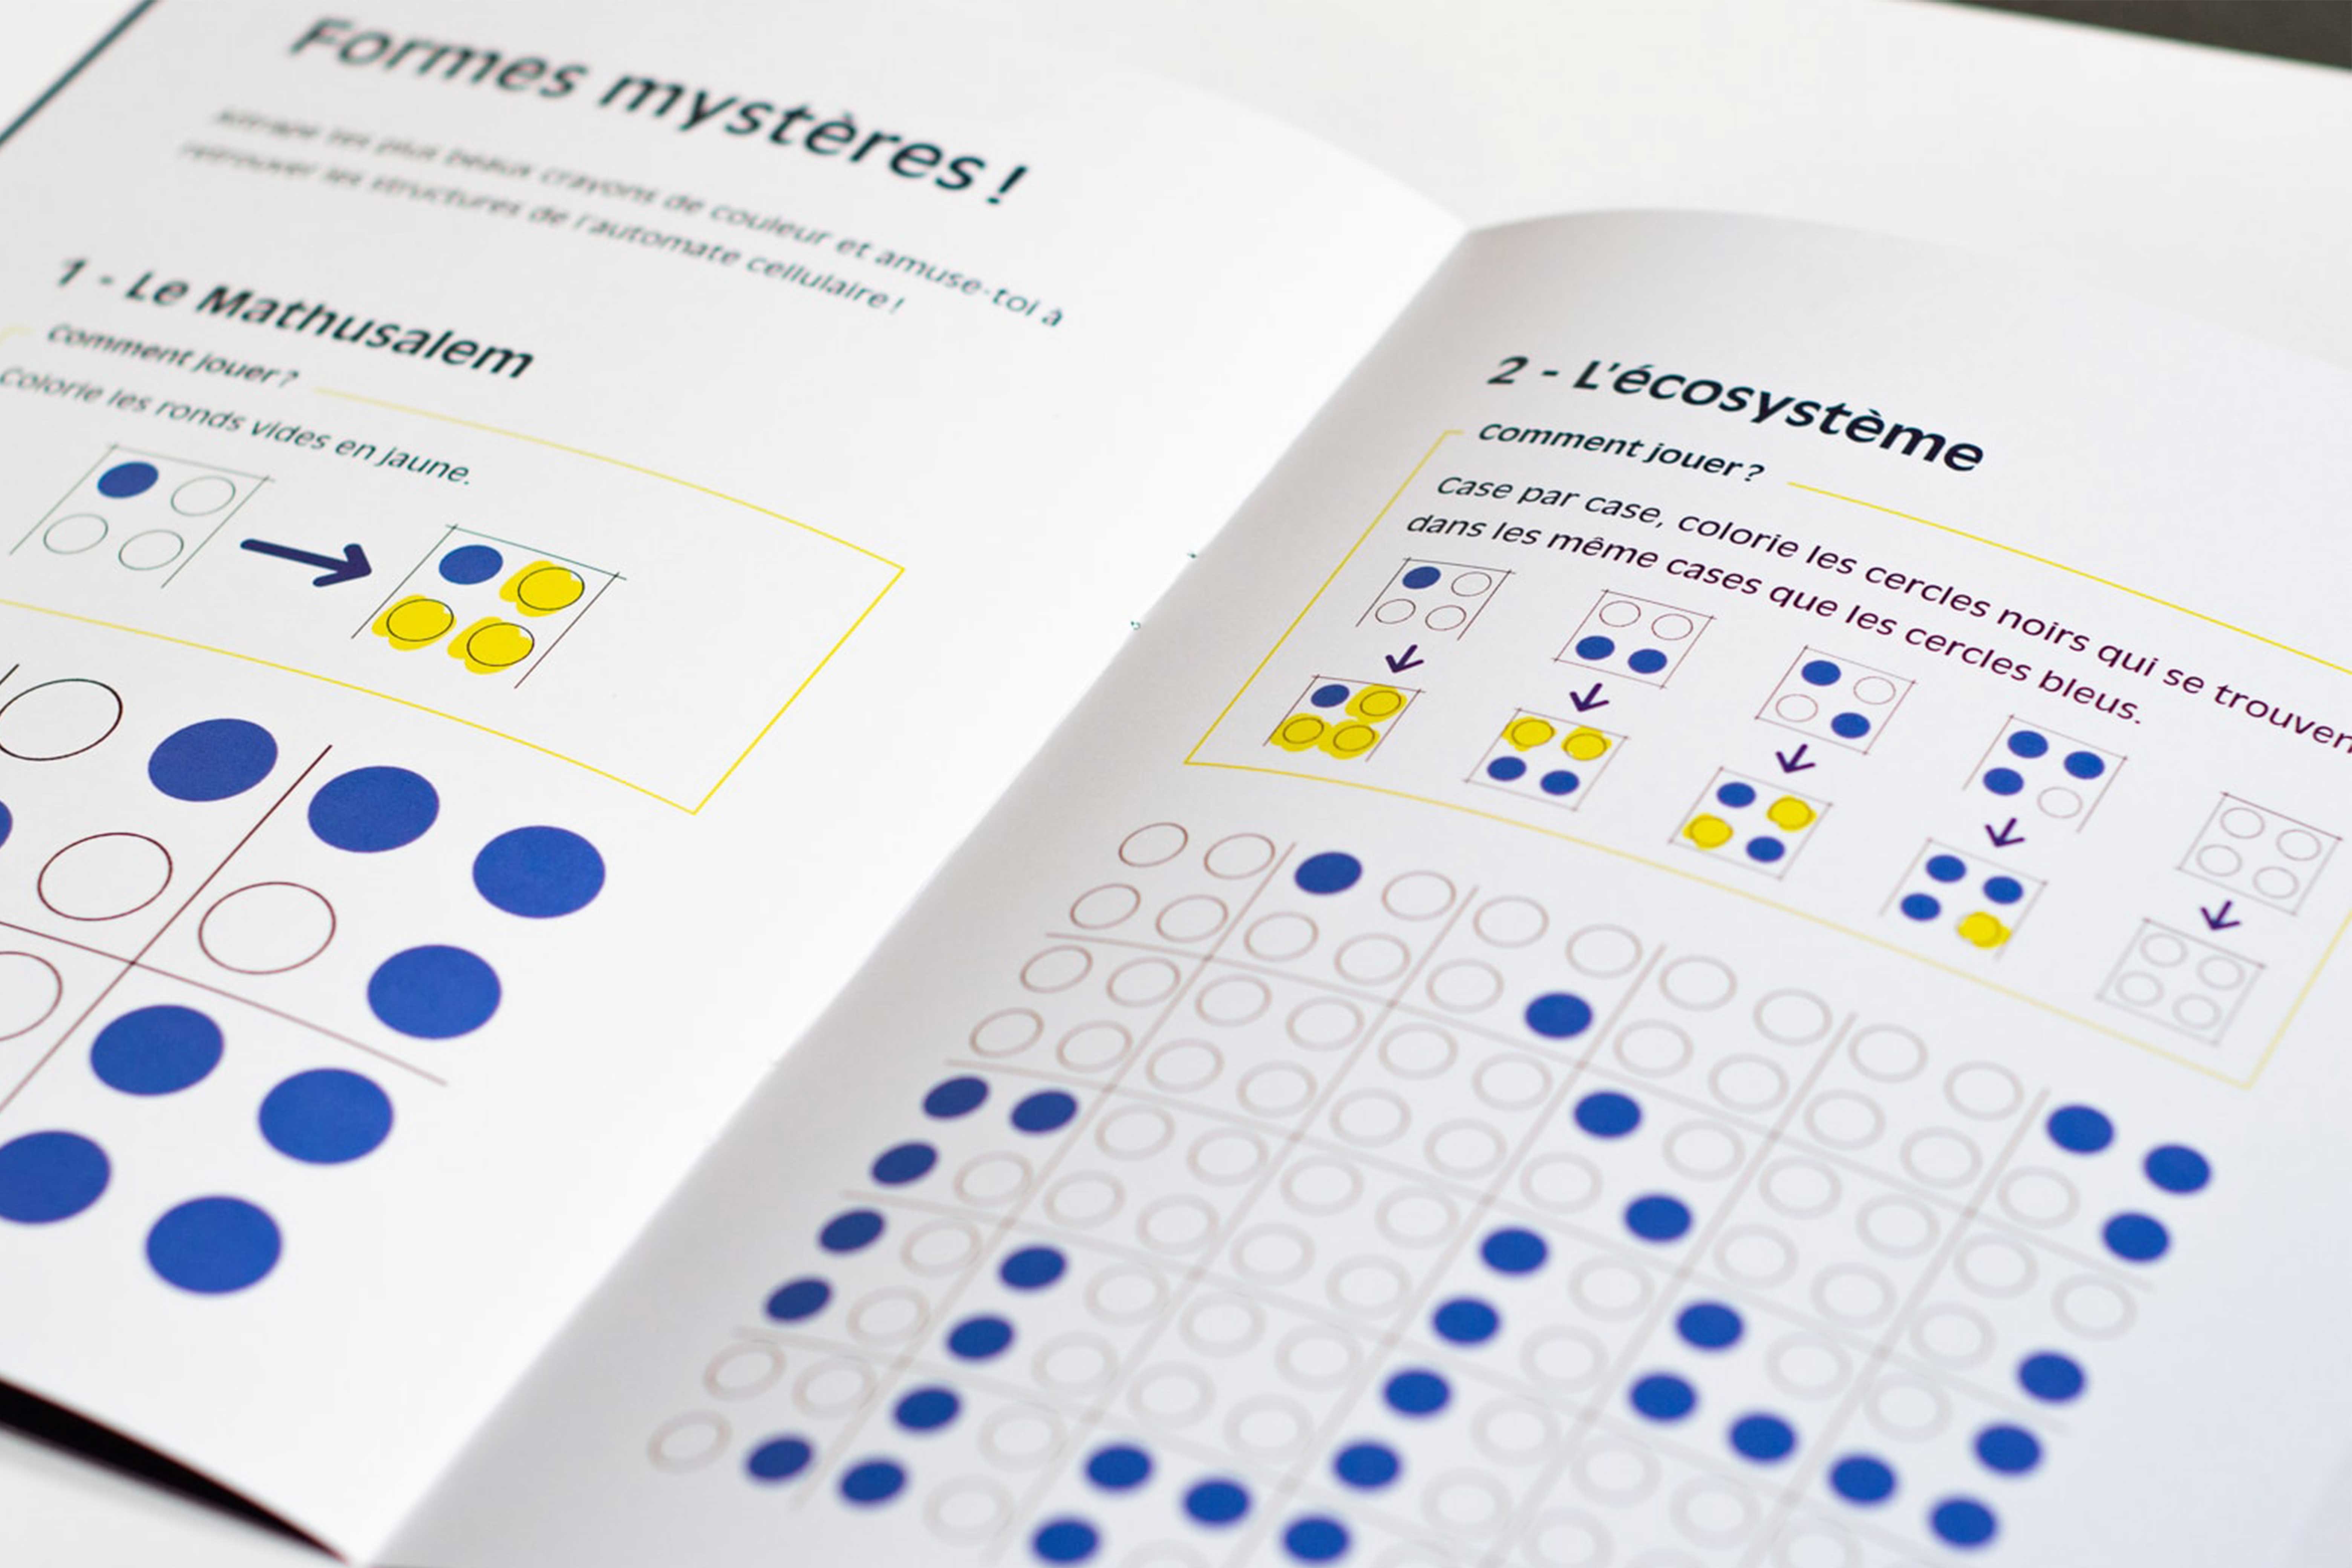 Formes mystères !
Attrape tes plus beaux crayons de couleur et amuse-toi à
retrouver les structures de l'automate cellulaire !
1 - Le Mathusalem
comment jouer ?
Colorie les ronds vides en jaune.
2 - L'écosystème
comment jouer ?
Case par case, colorie les cercles noirs qui se trouven
dans les même cases que les cercles bleus.